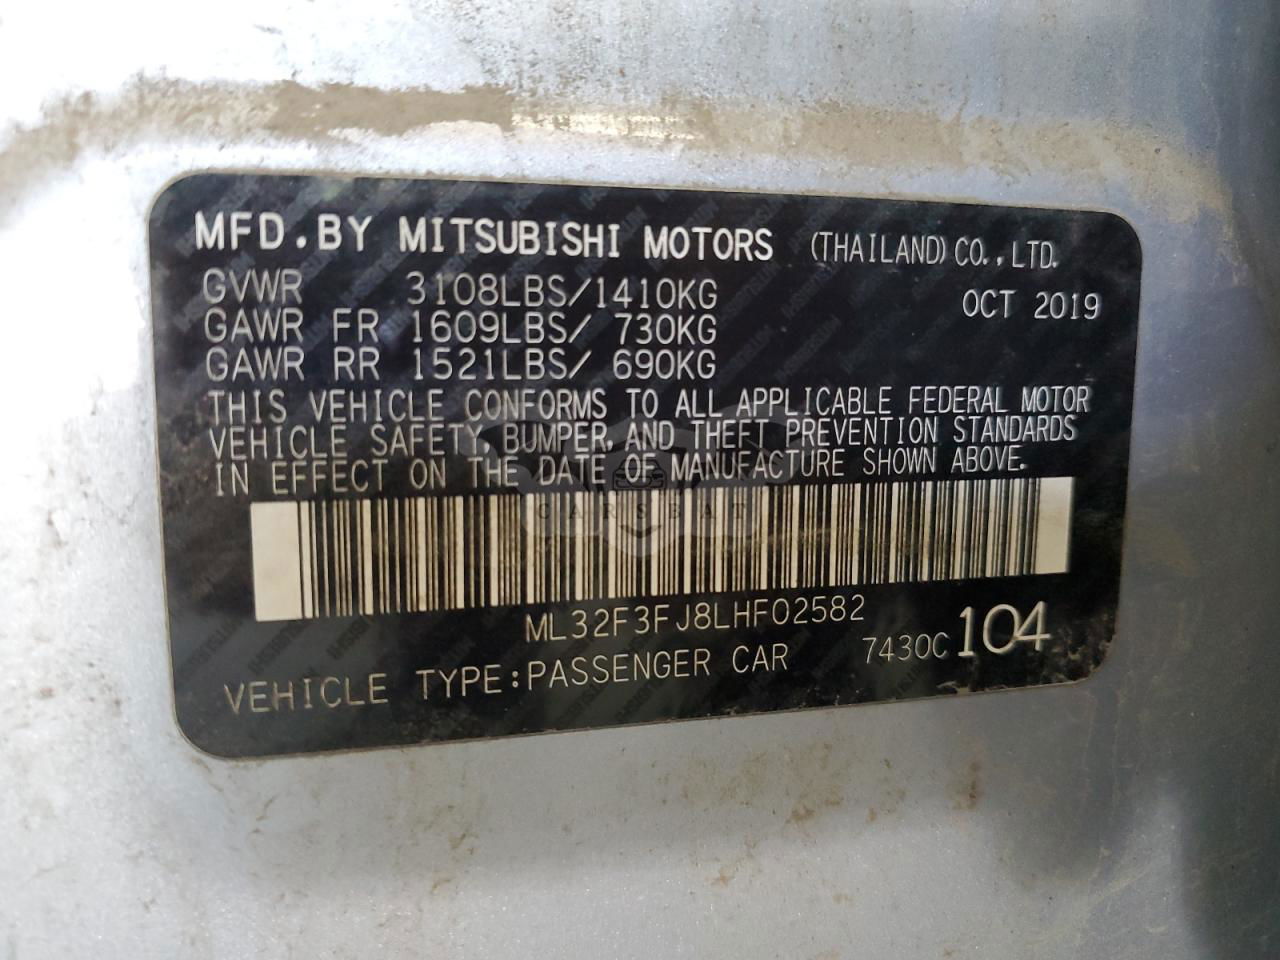 MFD.BY MITSUBISHI MOTORS (THAILAND) CO.,LTD.
GVWR 3108LBS/1410KG OCT 2019
GAWR FR 1609LBS/ 730KG
GAWR RR 1521LBS/ 690KG
THIS VEHICLE CONFORMS TO ALL APPLICABLE FEDERAL MOTOR
VEHICLE SAFETY, BUMPER, AND THEFT PREVENTION STANDARDS
IN EFFECT ON THE DATE OF MANUFACTURE SHOWN ABOVE.
CARSBAT
ML32F3FJ8LHF02582
VEHICLE TYPE:PASSENGER CAR 7430C 104